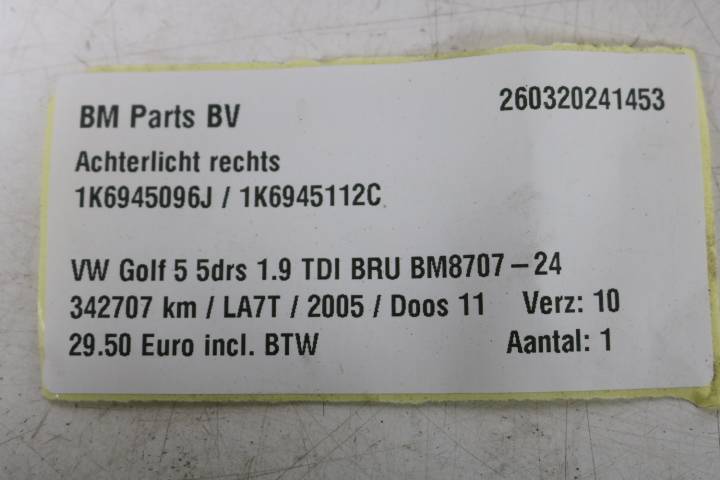 BM Parts BV 260320241453
Achterlicht rechts
1K6945096J / 1K6945112C
VW Golf 5 5drs 1.9 TDI BRU BM8707-24
342707 km / LA7T / 2005 / Doos 11 Verz: 10
29.50 Euro incl. BTW Aantal: 1